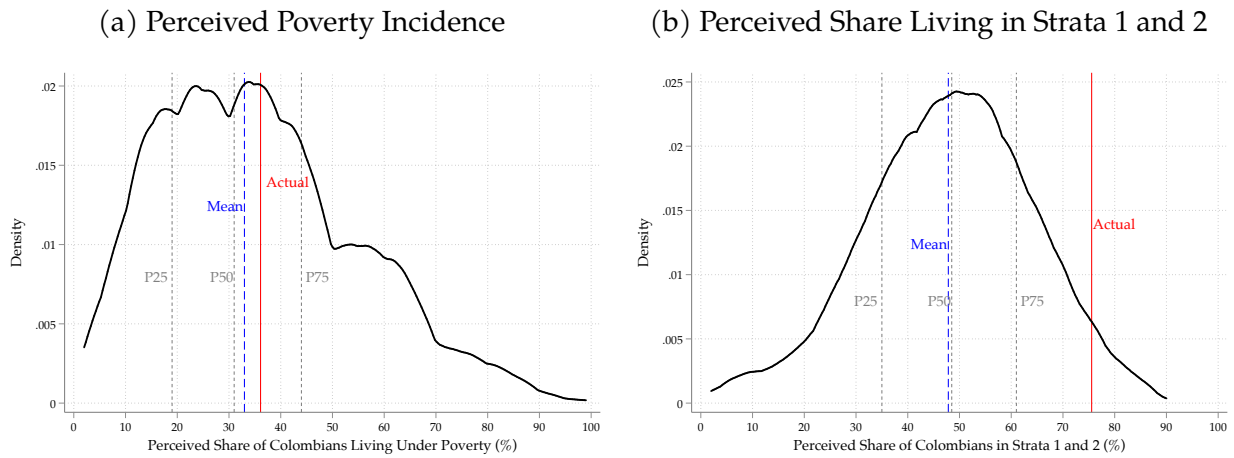 (a) Perceived Poverty Incidence
.02
.015
.01
.005
0
Density
Actual
Mean
P25
P50
P75
0 10 20 30 40 50 60 70 80 90 100
Perceived Share of Colombians Living Under Poverty (%)
(b) Perceived Share Living in Strata 1 and 2
.025
.02
.015
.01
.005
0
Density
Actual
Mean
P25
P50
P75
0 10 20 30 40 50 60 70 80 90 100
Perceived Share of Colombians in Strata 1 and 2 (%)